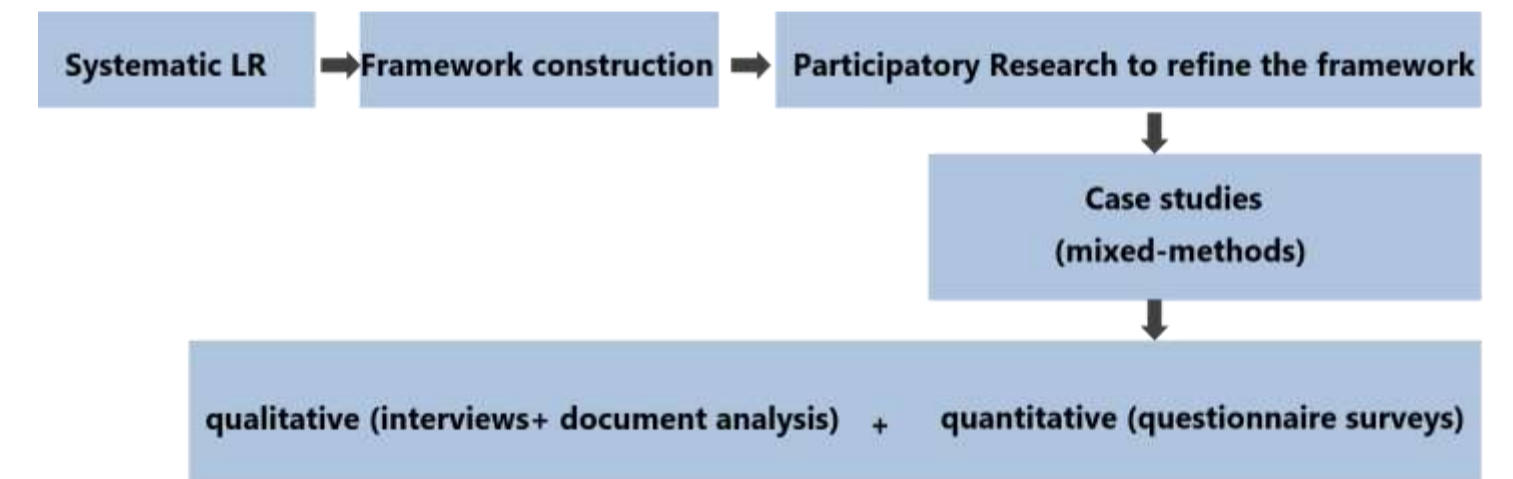 Systematic LR
Framework construction
Participatory Research to refine the framework
Case studies
(mixed-methods)
qualitative (interviews+ document analysis) + quantitative (questionnaire surveys)